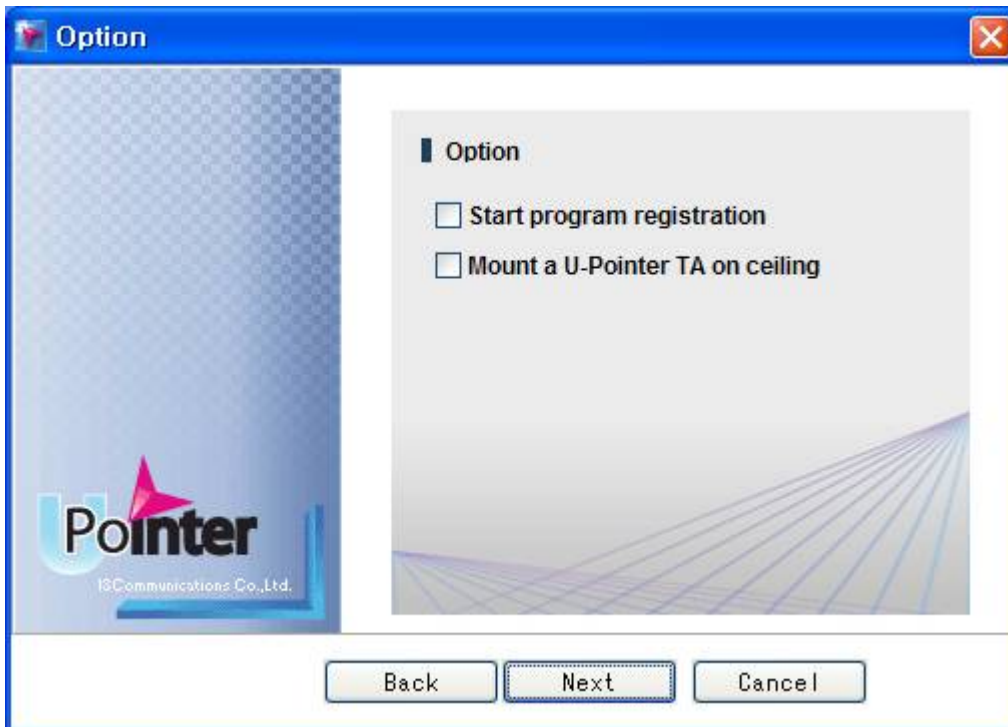 Option
Option
Start program registration
Mount a U-Pointer TA on ceiling
U Pointer
ISCommunications Co.,Ltd.
Back
Next
Cancel